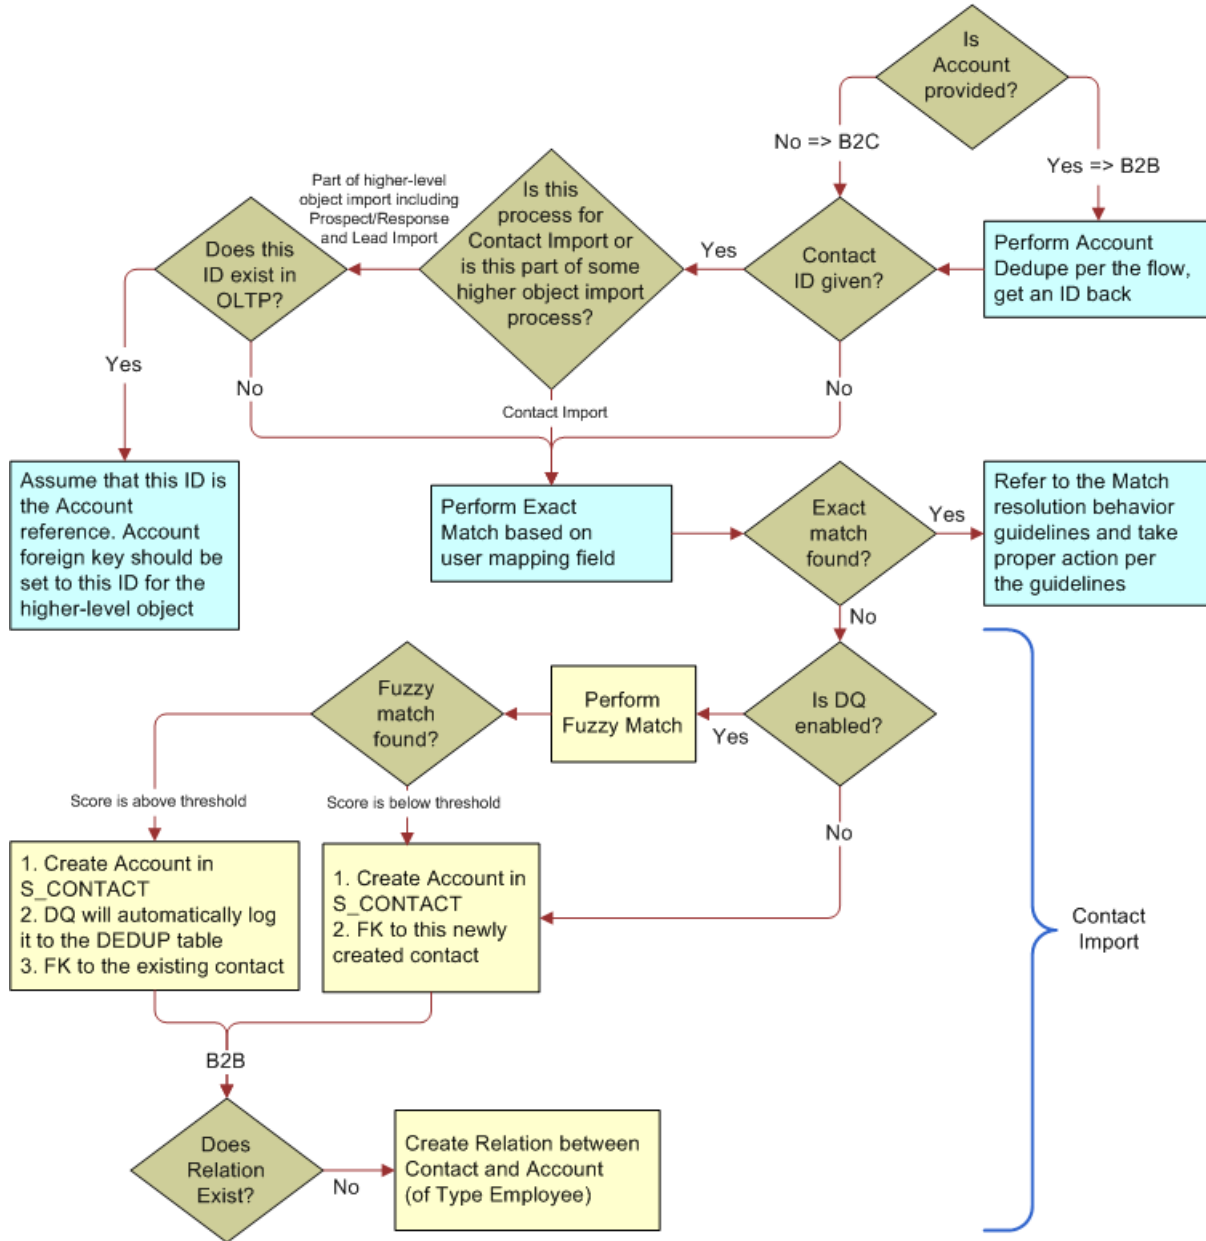 Is
Account
provided?
No => B2C
Yes => B2B
Part of higher-level
object import including
Prospect/Response
and Lead Import
Is this
process for
Contact Import or
is this part of some
higher object import
process?
Does this
ID exist in
OLTP?
Yes
Contact
ID given?
Perform Account
Dedupe per the flow,
get an ID back
Yes
No
Contact Import
No
Assume that this ID is
the Account
reference. Account
foreign key should be
set to this ID for the
higher-level object
Perform Exact
Match based on
user mapping field
Exact
match
found?
Yes
Refer to the Match
resolution behavior
guidelines and take
proper action per
the guidelines
No
Fuzzy
match
found?
Perform
Fuzzy Match
Yes
Is DQ
enabled?
Score is above threshold
Score is below threshold
No
1. Create Account in
S_CONTACT
2. DQ will automatically log
it to the DEDUP table
3. FK to the existing contact
1. Create Account in
S_CONTACT
2. FK to this newly
created contact
Contact
Import
B2B
Does
Relation
Exist?
No
Create Relation between
Contact and Account
(of Type Employee)